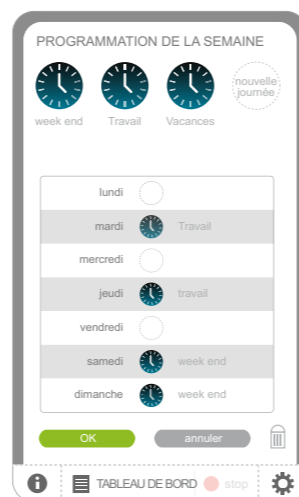 PROGRAMMATION DE LA SEMAINE
nouvelle
journée
week end Travail Vacances
lundi
mardi Travail
mercredi
jeudi travail
vendredi
samedi week end
dimanche week end
OK annuler
TABLEAU DE BORD stop